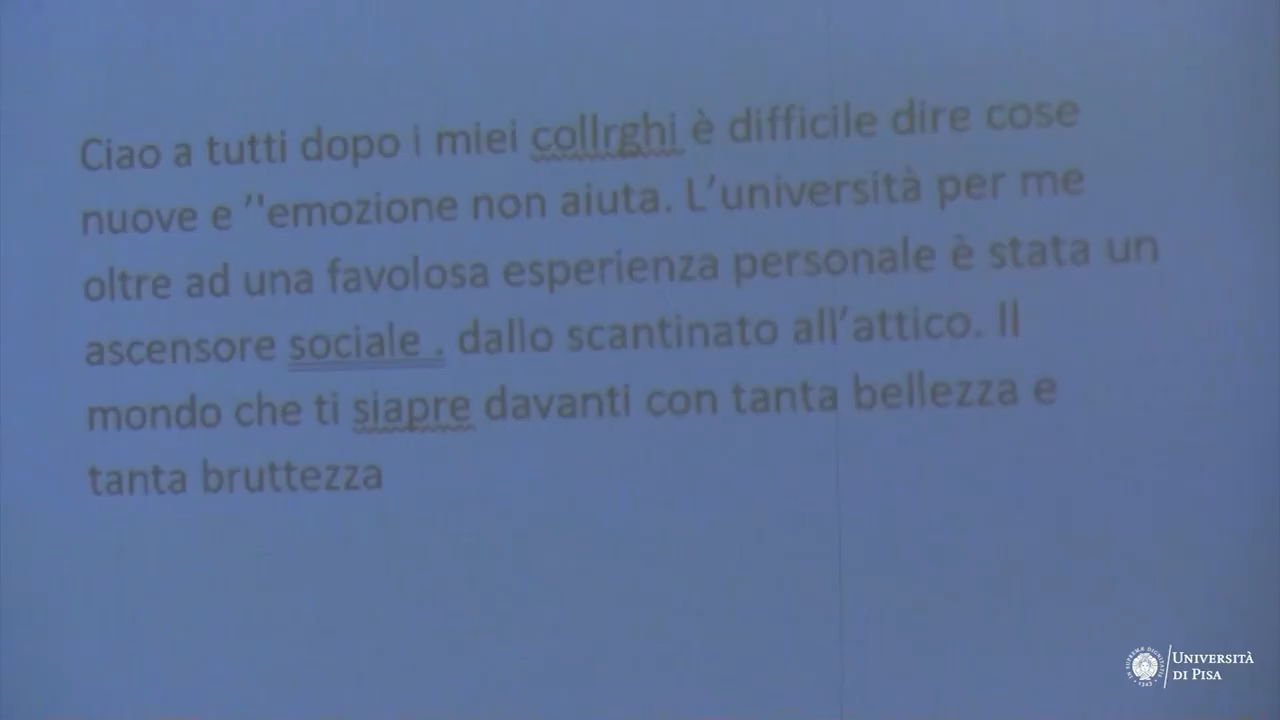 Ciao a tutti dopo i miei collrghi è difficile dire cose
nuove e ’'emozione non aiuta. L’università per me
oltre ad una favolosa esperienza personale è stata un
ascensore sociale . dallo scantinato all’attico. Il
mondo che ti siapre davanti con tanta bellezza e
tanta bruttezza
UNIVERSITÀ
DI PISA